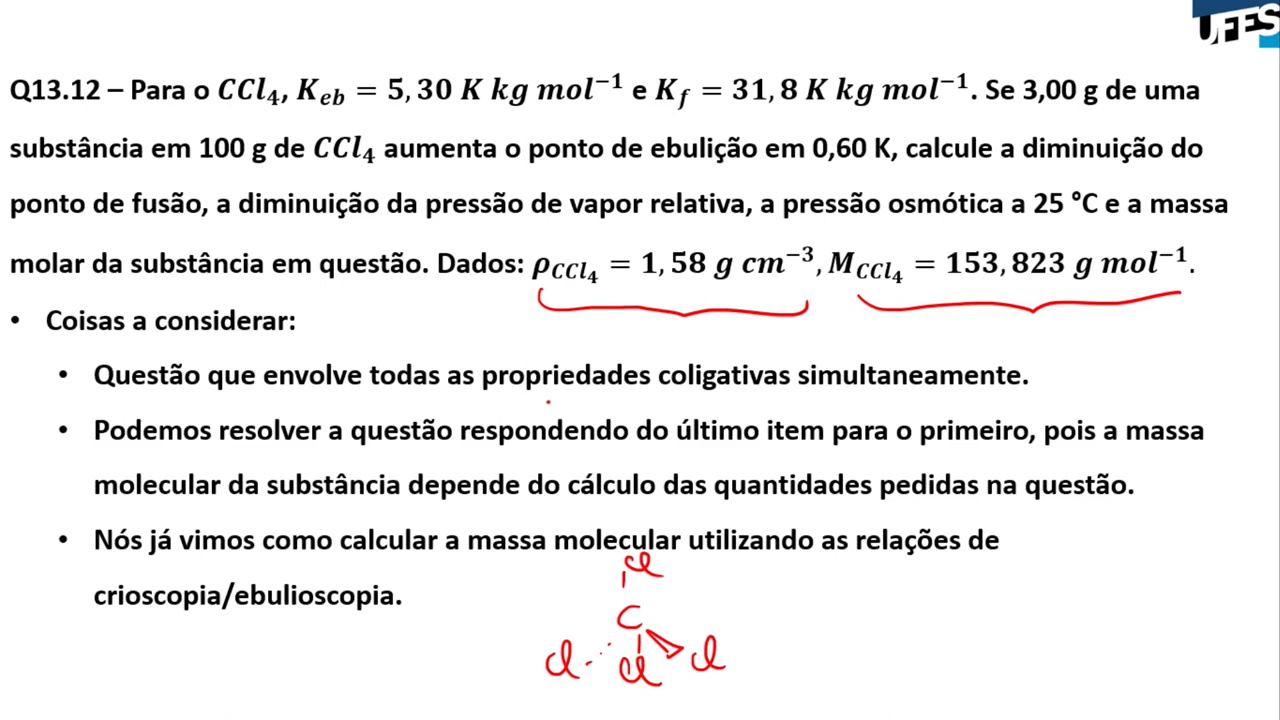 UFES
Q13.12 – Para o CCl₄, K_eb = 5,30 K kg mol⁻¹ e K_f = 31,8 K kg mol⁻¹. Se 3,00 g de uma
substância em 100 g de CCl₄ aumenta o ponto de ebulição em 0,60 K, calcule a diminuição do
ponto de fusão, a diminuição da pressão de vapor relativa, a pressão osmótica a 25 °C e a massa
molar da substância em questão. Dados: ρ_CCl₄ = 1,58 g cm⁻³, M_CCl₄ = 153,823 g mol⁻¹.
• Coisas a considerar:
• Questão que envolve todas as propriedades coligativas simultaneamente.
• Podemos resolver a questão respondendo do último item para o primeiro, pois a massa
molecular da substância depende do cálculo das quantidades pedidas na questão.
• Nós já vimos como calcular a massa molecular utilizando as relações de
crioscopia/ebulioscopia.
Cl
C
Cl Cl Cl